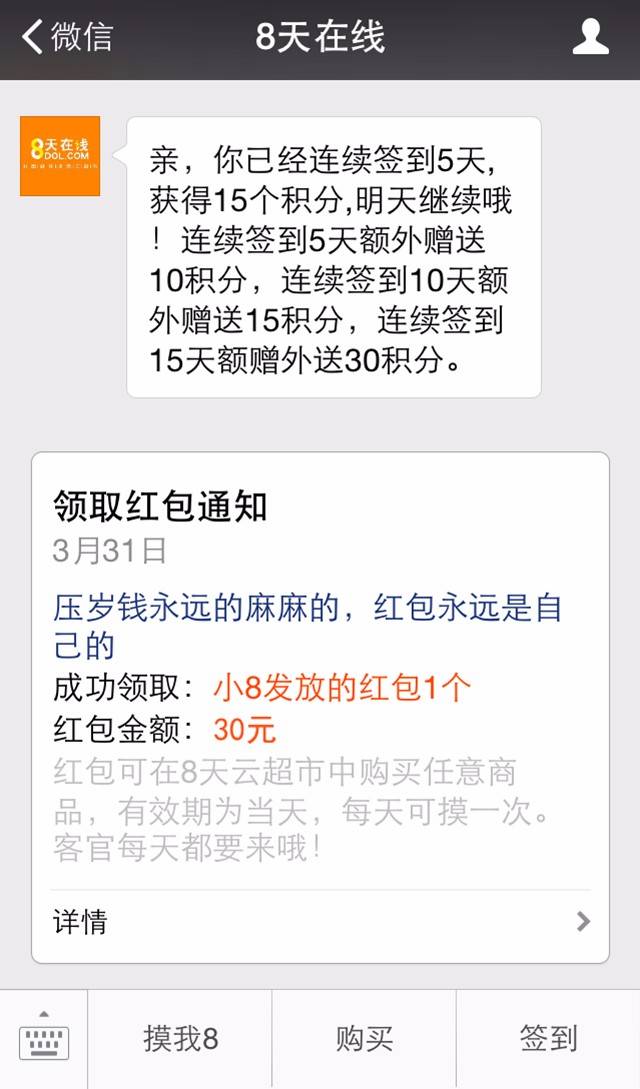 微信
8天在线
8天在线
DOL.COM
亲，你已经连续签到5天,
获得15个积分,明天继续哦
！连续签到5天额外赠送
10积分，连续签到10天额
外赠送15积分，连续签到
15天额赠外送30积分。
领取红包通知
3月31日
压岁钱永远的麻麻的，红包永远是自
己的
成功领取：小8发放的红包1个
红包金额：30元
红包可在8天云超市中购买任意商
品，有效期为当天，每天可摸一次。
客官每天都要来哦！
详情
摸我8
购买
签到